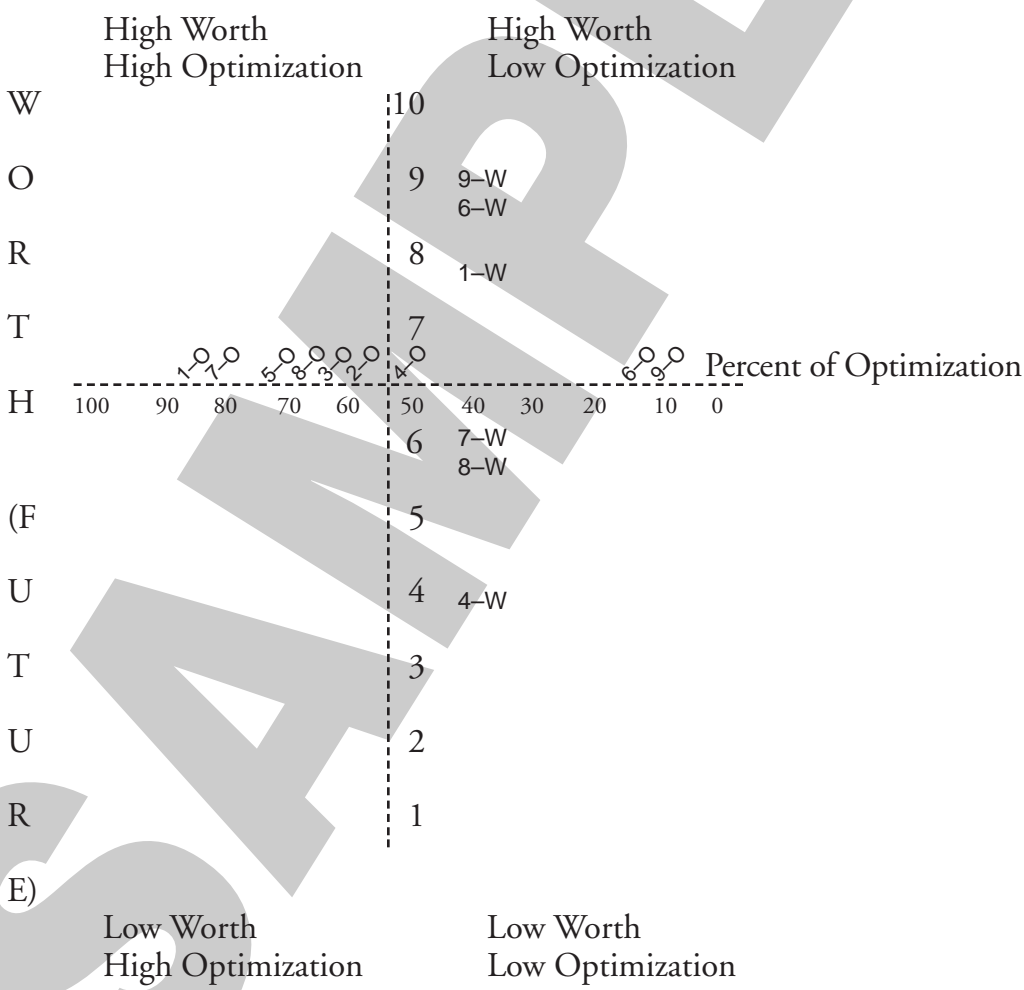 High Worth
High Optimization
High Worth
Low Optimization
W
O
R
T
H
(F
U
T
U
R
E)
10
9
8
7
6
5
4
3
2
1
9–W
6–W
1–W
7–W
8–W
4–W
1–O
7–O
5–O
8–O
3–O
2–O
4–O
6–O
9–O
Percent of Optimization
100 90 80 70 60 50 40 30 20 10 0
Low Worth
High Optimization
Low Worth
Low Optimization
SAMPLE